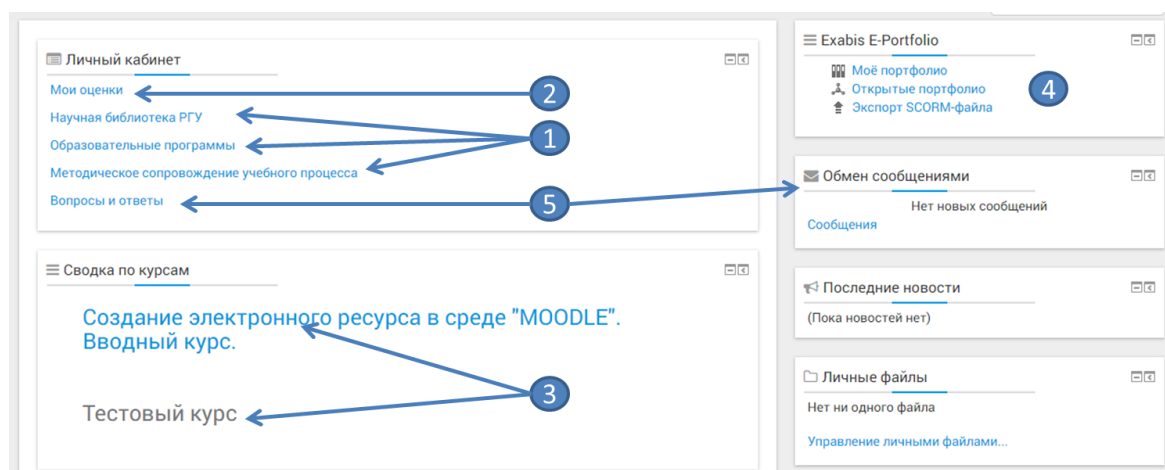 Личный кабинет
Мои оценки
2
Научная библиотека РГУ
1
Образовательные программы
Методическое сопровождение учебного процесса
Вопросы и ответы
5
Сводка по курсам
Создание электронного ресурса в среде "MOODLE".
Вводный курс.
3
Тестовый курс
Exabis E-Portfolio
Моё портфолио
Открытые портфолио
Экспорт SCORM-файла
4
Обмен сообщениями
Нет новых сообщений
Сообщения
Последние новости
(Пока новостей нет)
Личные файлы
Нет ни одного файла
Управление личными файлами...